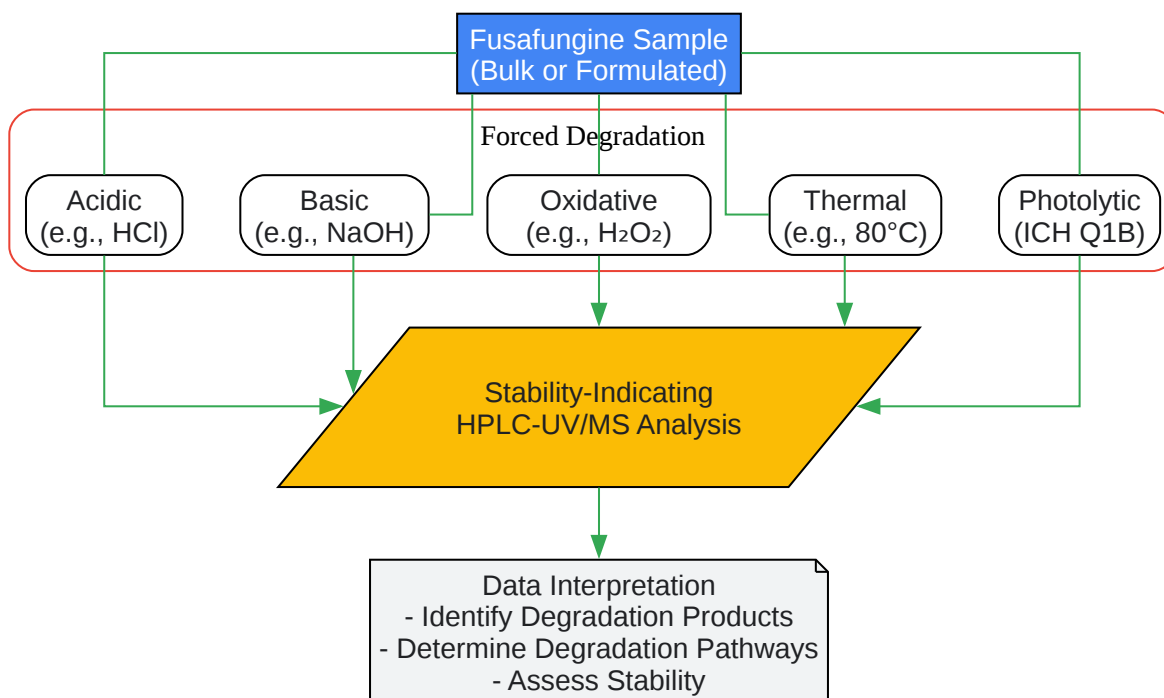 Fusafungine Sample
(Bulk or Formulated)
Forced Degradation
Acidic
(e.g., HCl)
Basic
(e.g., NaOH)
Oxidative
(e.g., H₂O₂)
Thermal
(e.g., 80°C)
Photolytic
(ICH Q1B)
Stability-Indicating
HPLC-UV/MS Analysis
Data Interpretation
- Identify Degradation Products
- Determine Degradation Pathways
- Assess Stability